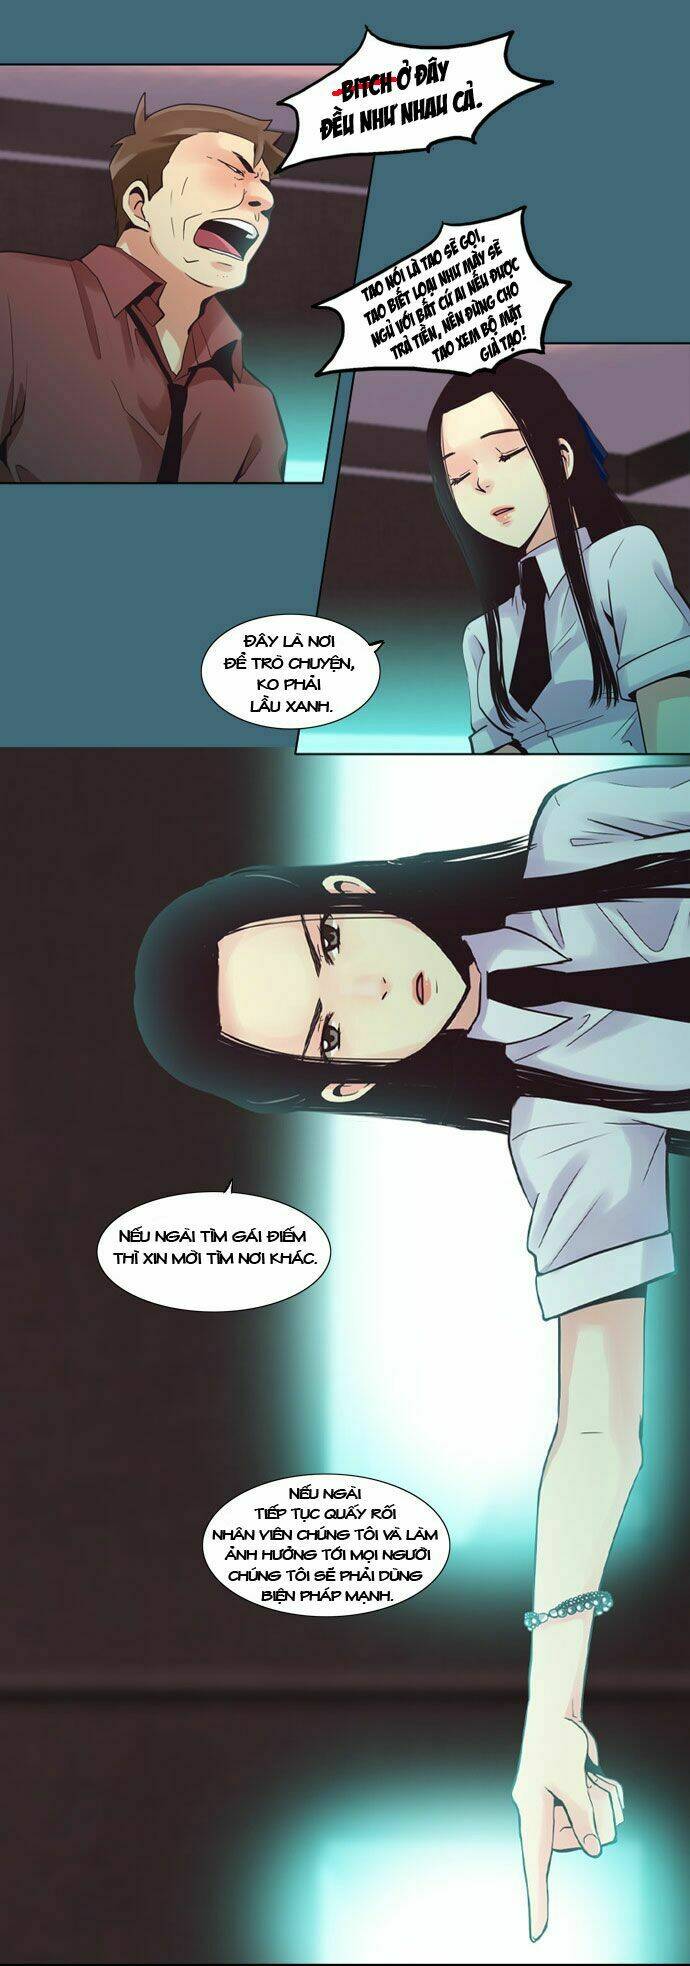 BITCH Ở ĐÂY
ĐỀU NHƯ NHAU CẢ.
TAO NÓI LÀ TAO SẼ GỌI,
TAO BIẾT LOẠI NHƯ MÀY SẼ
NGỦ VỚI BẤT CỨ AI NẾU ĐƯỢC
TRẢ TIỀN, NÊN ĐỪNG CHO
TAO XEM BỘ MẶT
GIẢ TẠO!
ĐÂY LÀ NƠI
ĐỂ TRÒ CHUYỆN,
KO PHẢI
LẦU XANH.
NẾU NGÀI TÌM GÁI ĐIẾM
THÌ XIN MỜI TÌM NƠI KHÁC.
NẾU NGÀI
TIẾP TỤC QUẤY RỐI
NHÂN VIÊN CHÚNG TÔI VÀ LÀM
ẢNH HƯỞNG TỚI MỌI NGƯỜI
CHÚNG TÔI SẼ PHẢI DÙNG
BIỆN PHÁP MẠNH.